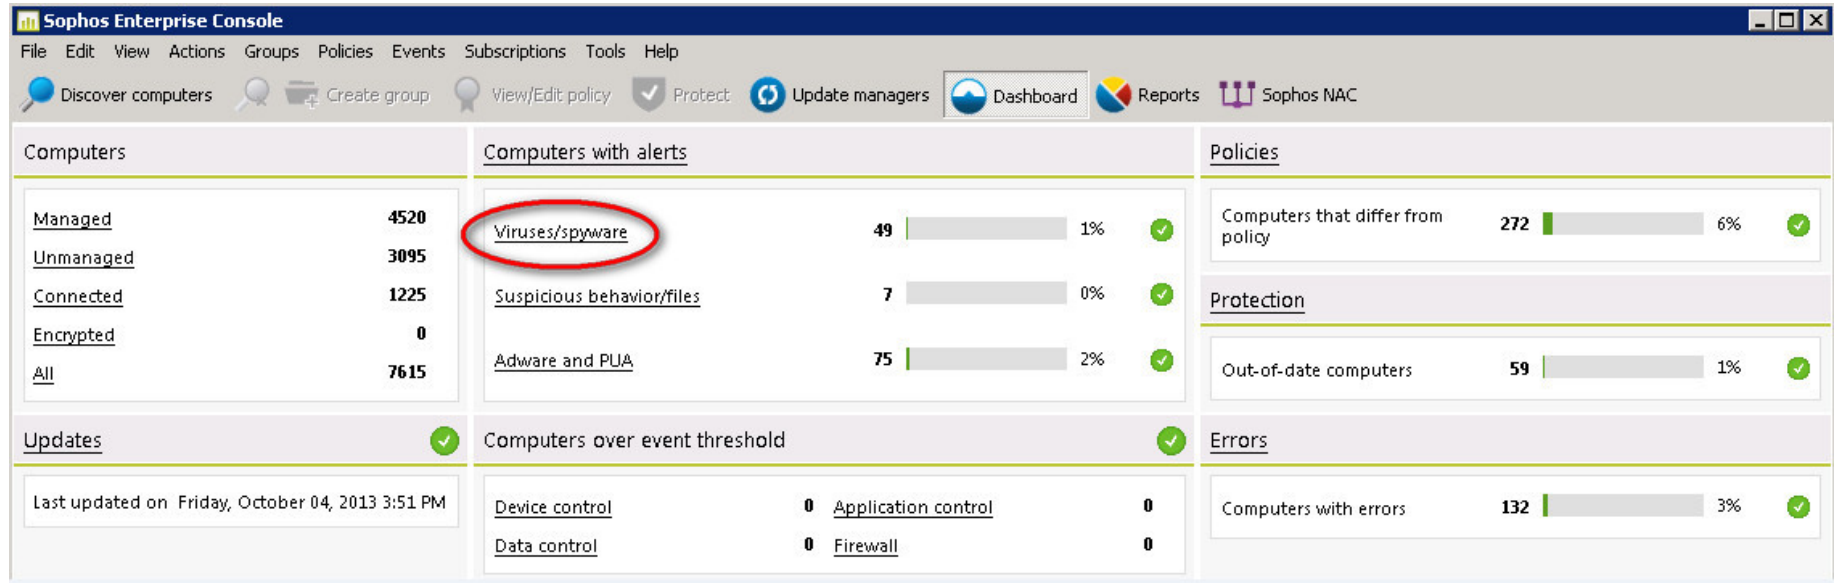 Sophos Enterprise Console
File Edit View Actions Groups Policies Events Subscriptions Tools Help
Discover computers Create group View/Edit policy Protect Update managers Dashboard Reports Sophos NAC
Computers
Managed 4520
Unmanaged 3095
Connected 1225
Encrypted 0
All 7615
Computers with alerts
Viruses/spyware 49 1%
Suspicious behavior/files 7 0%
Adware and PUA 75 2%
Policies
Computers that differ from
policy 272 6%
Protection
Out-of-date computers 59 1%
Updates
Last updated on Friday, October 04, 2013 3:51 PM
Computers over event threshold
Device control 0 Application control 0
Data control 0 Firewall 0
Errors
Computers with errors 132 3%